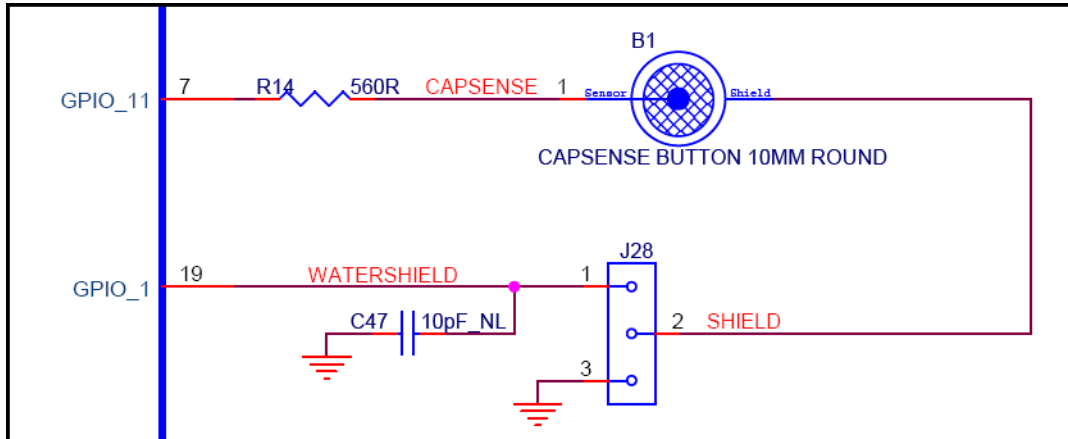 B1
GPIO_11 7 R14 560R CAPSENSE 1 Sensor Shield
CAPSENSE BUTTON 10MM ROUND
J28
GPIO_1 19 WATERSHIELD 1
C47 10pF_NL 2 SHIELD
3